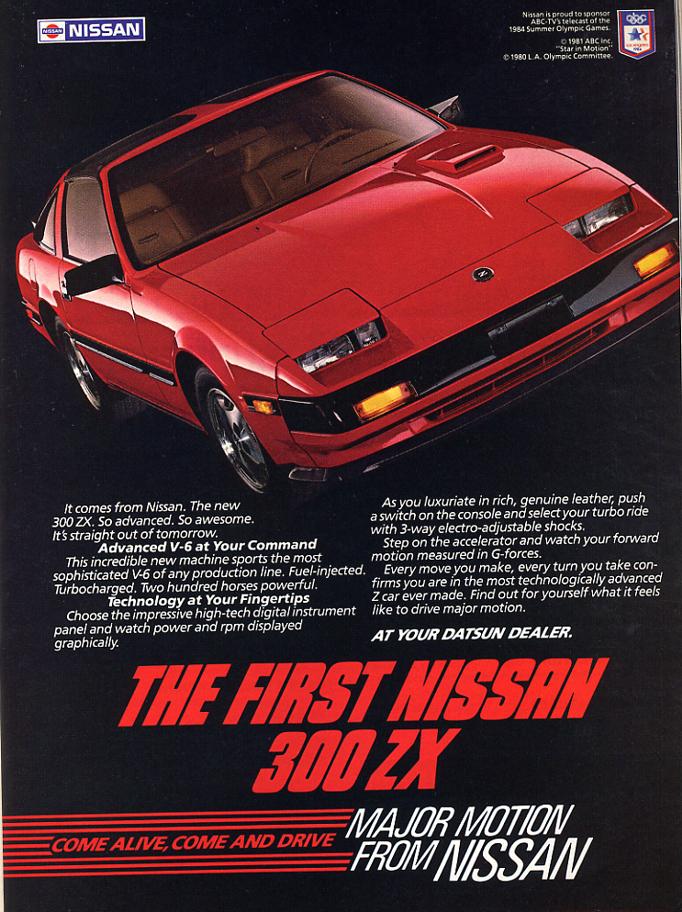 NISSAN NISSAN
Nissan is proud to sponsor
ABC-TV's telecast of the
1984 Summer Olympic Games.
© 1981 ABC Inc.
"Star in Motion"
© 1980 L.A. Olympic Committee.
Z
It comes from Nissan. The new
300 ZX. So advanced. So awesome.
It's straight out of tomorrow.
Advanced V-6 at Your Command
This incredible new machine sports the most
sophisticated V-6 of any production line. Fuel-injected.
Turbocharged. Two hundred horses powerful.
Technology at Your Fingertips
Choose the impressive high-tech digital instrument
panel and watch power and rpm displayed
graphically.
As you luxuriate in rich, genuine leather, push
a switch on the console and select your turbo ride
with 3-way electro-adjustable shocks.
Step on the accelerator and watch your forward
motion measured in G-forces.
Every move you make, every turn you take con-
firms you are in the most technologically advanced
Z car ever made. Find out for yourself what it feels
like to drive major motion.
AT YOUR DATSUN DEALER.
THE FIRST NISSAN
300 ZX
COME ALIVE, COME AND DRIVE
MAJOR MOTION
FROM NISSAN